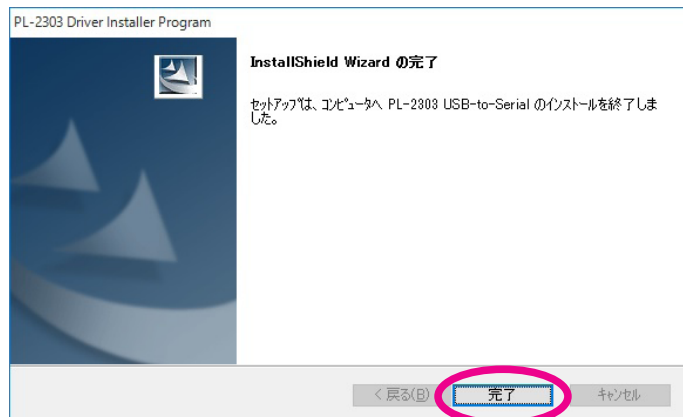 PL-2303 Driver Installer Program
InstallShield Wizard の完了
セットアップは、コンピュータへ PL-2303 USB-to-Serial のインストールを終了しま
した。
< 戻る(B)
完了
キャンセル